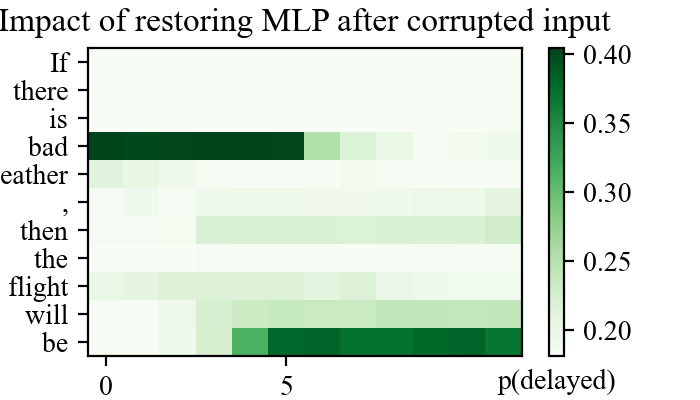 Impact of restoring MLP after corrupted input
If
there
is
bad
eather
,
then
the
flight
will
be
0
5
0.40
0.35
0.30
0.25
0.20
p(delayed)